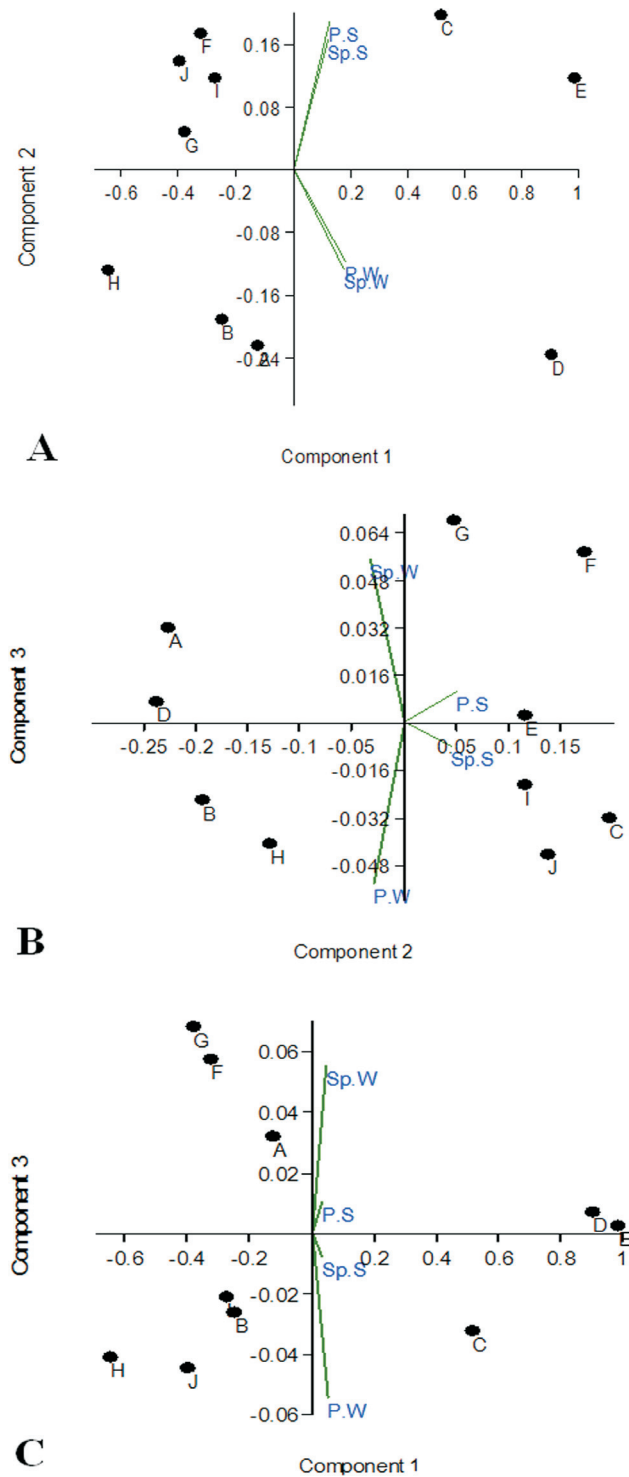 0.16
0.08
-0.6 -0.4 -0.2 0.2 0.4 0.6 0.8 1
-0.08
-0.16
F
J
I
G
H
B
A
C
E
D
P.S
Sp.S
P.W
Sp.W
Component 2
Component 1
A
0.064
0.048
0.032
0.016
-0.25 -0.2 -0.15 -0.1 -0.05 0.05 0.1 0.15
-0.016
-0.032
-0.048
G
F
A
D
E
B
H
I
C
J
Sp.W
P.S
Sp.S
P.W
Component 3
Component 2
B
0.06
0.04
0.02
-0.6 -0.4 -0.2 0.2 0.4 0.6 0.8 1
-0.02
-0.04
-0.06
G
F
A
D
E
B
H
J
C
Sp.W
P.S
Sp.S
P.W
Component 3
Component 1
C